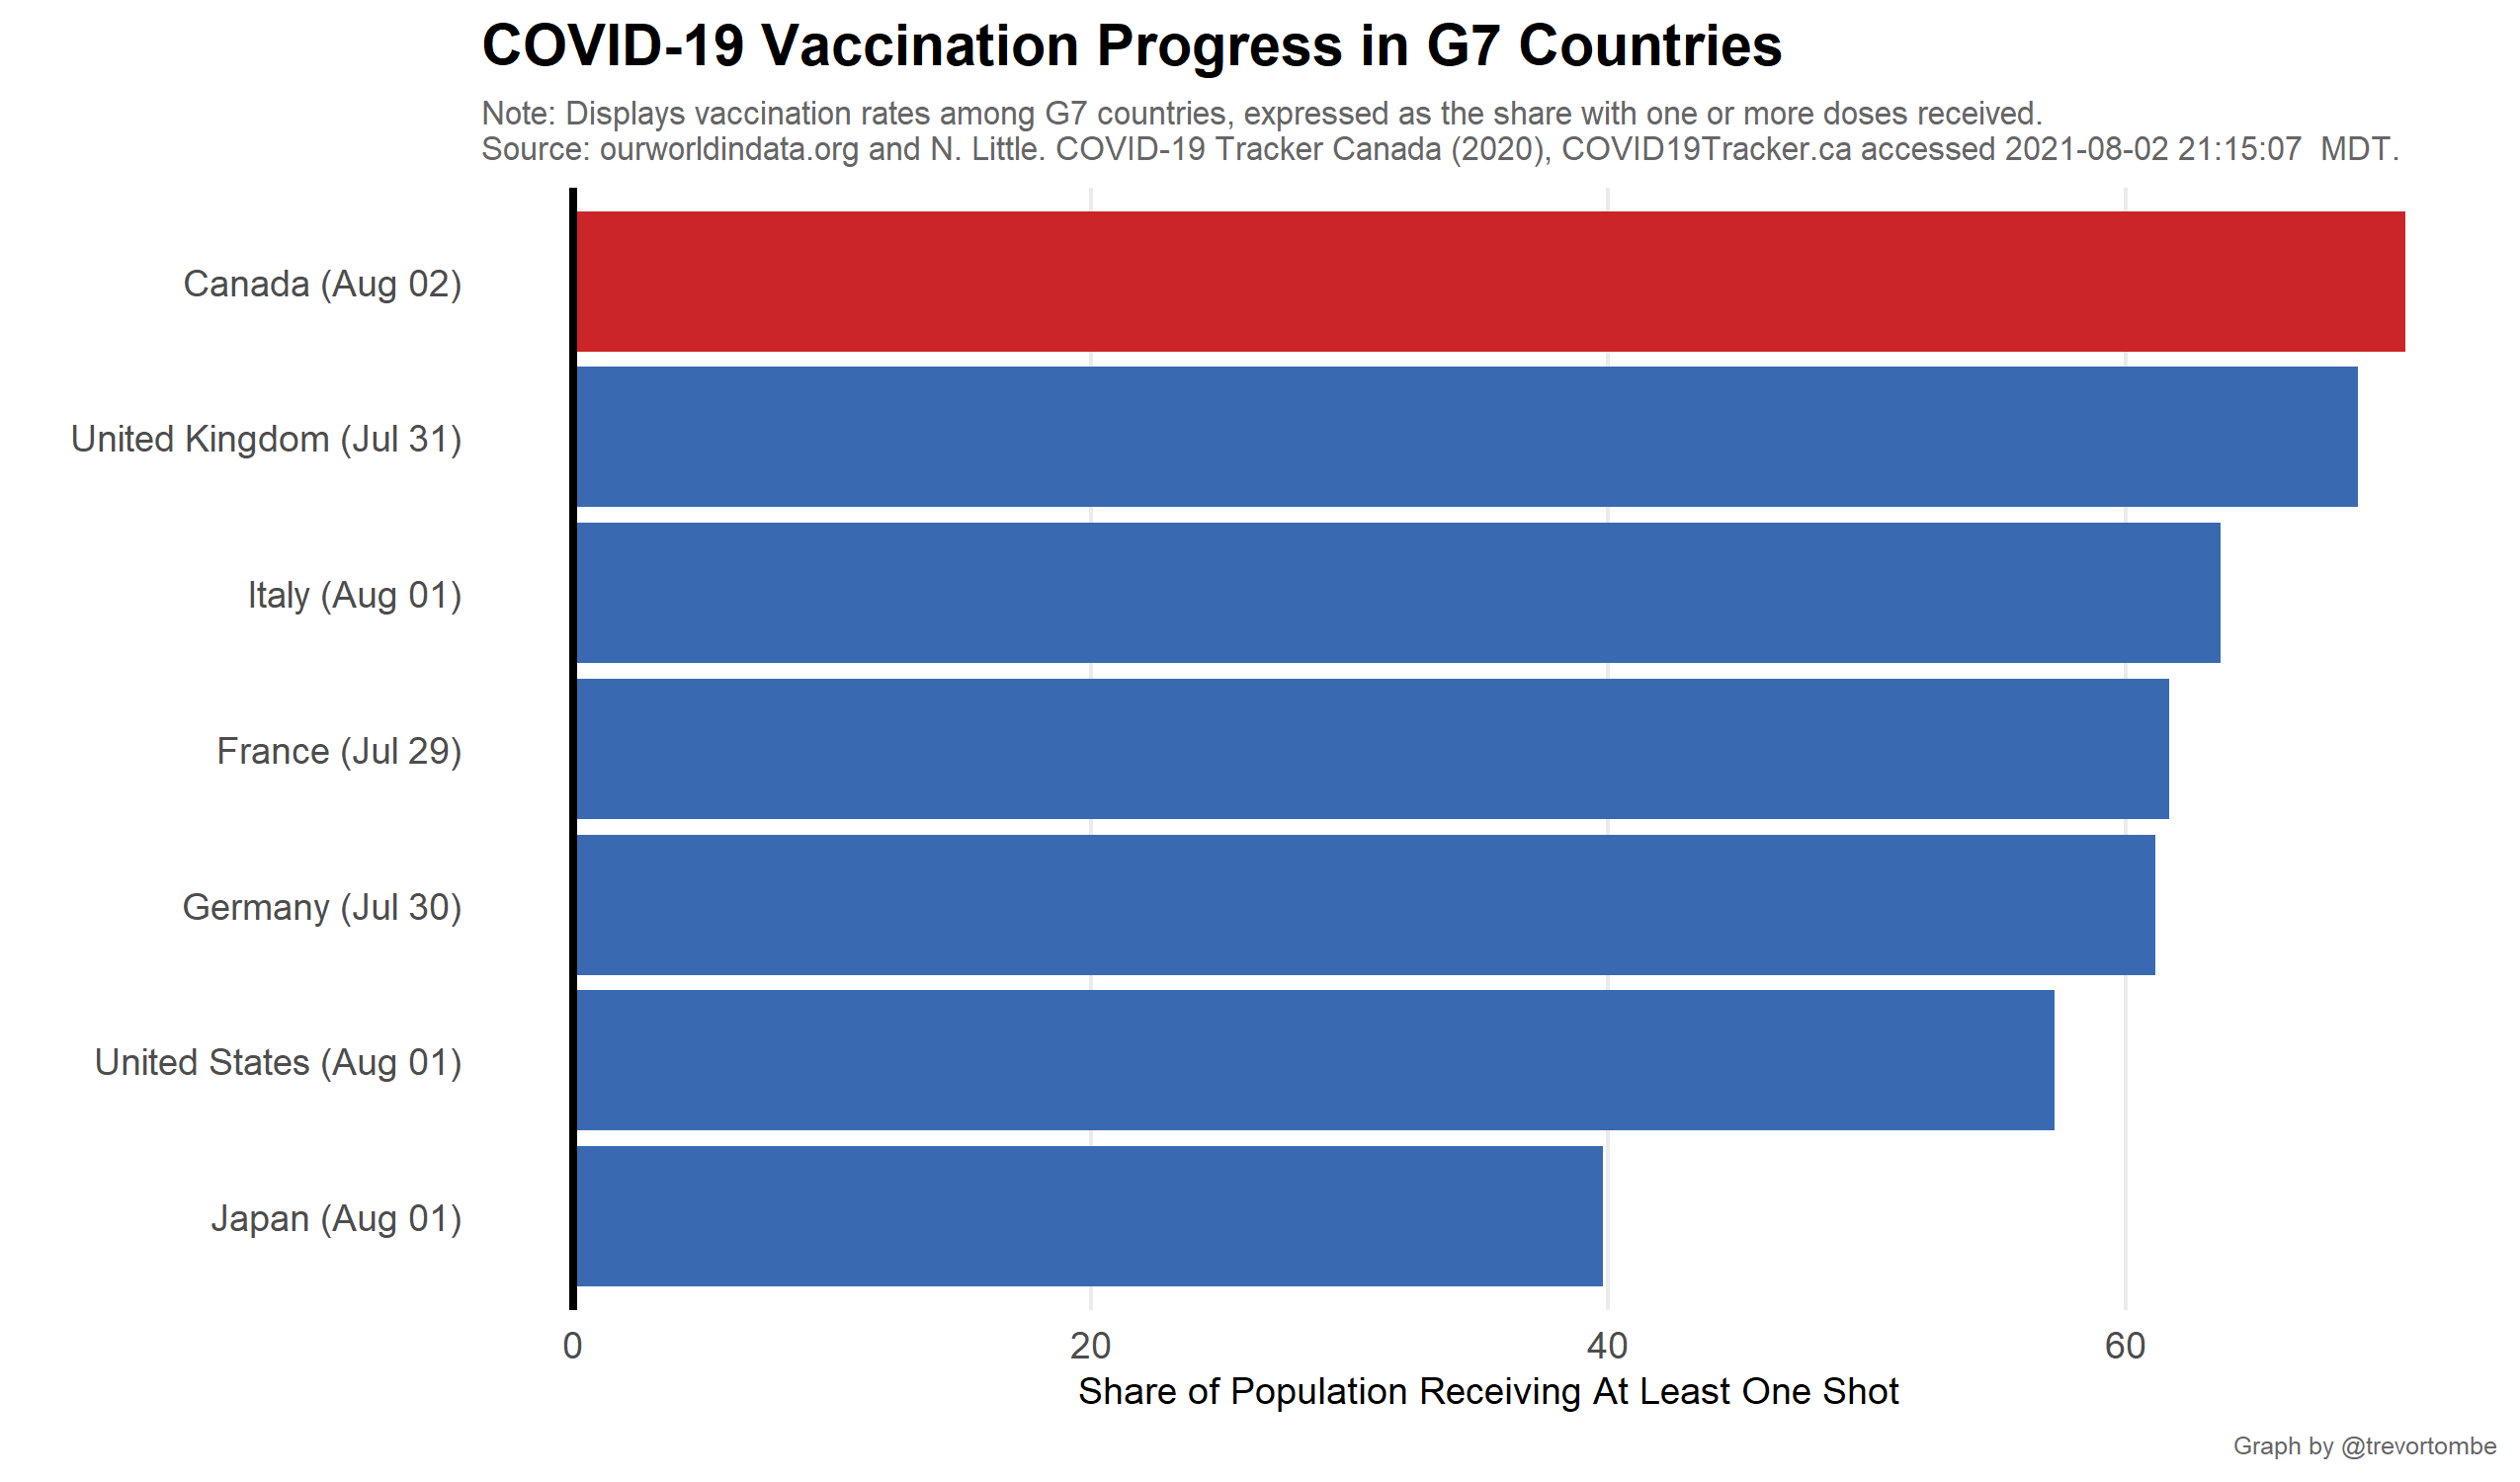 COVID-19 Vaccination Progress in G7 Countries
Note: Displays vaccination rates among G7 countries, expressed as the share with one or more doses received.
Source: ourworldindata.org and N. Little. COVID-19 Tracker Canada (2020), COVID19Tracker.ca accessed 2021-08-02 21:15:07  MDT.
Canada (Aug 02)
United Kingdom (Jul 31)
Italy (Aug 01)
France (Jul 29)
Germany (Jul 30)
United States (Aug 01)
Japan (Aug 01)
0 20 40 60
Share of Population Receiving At Least One Shot
Graph by @trevortombe